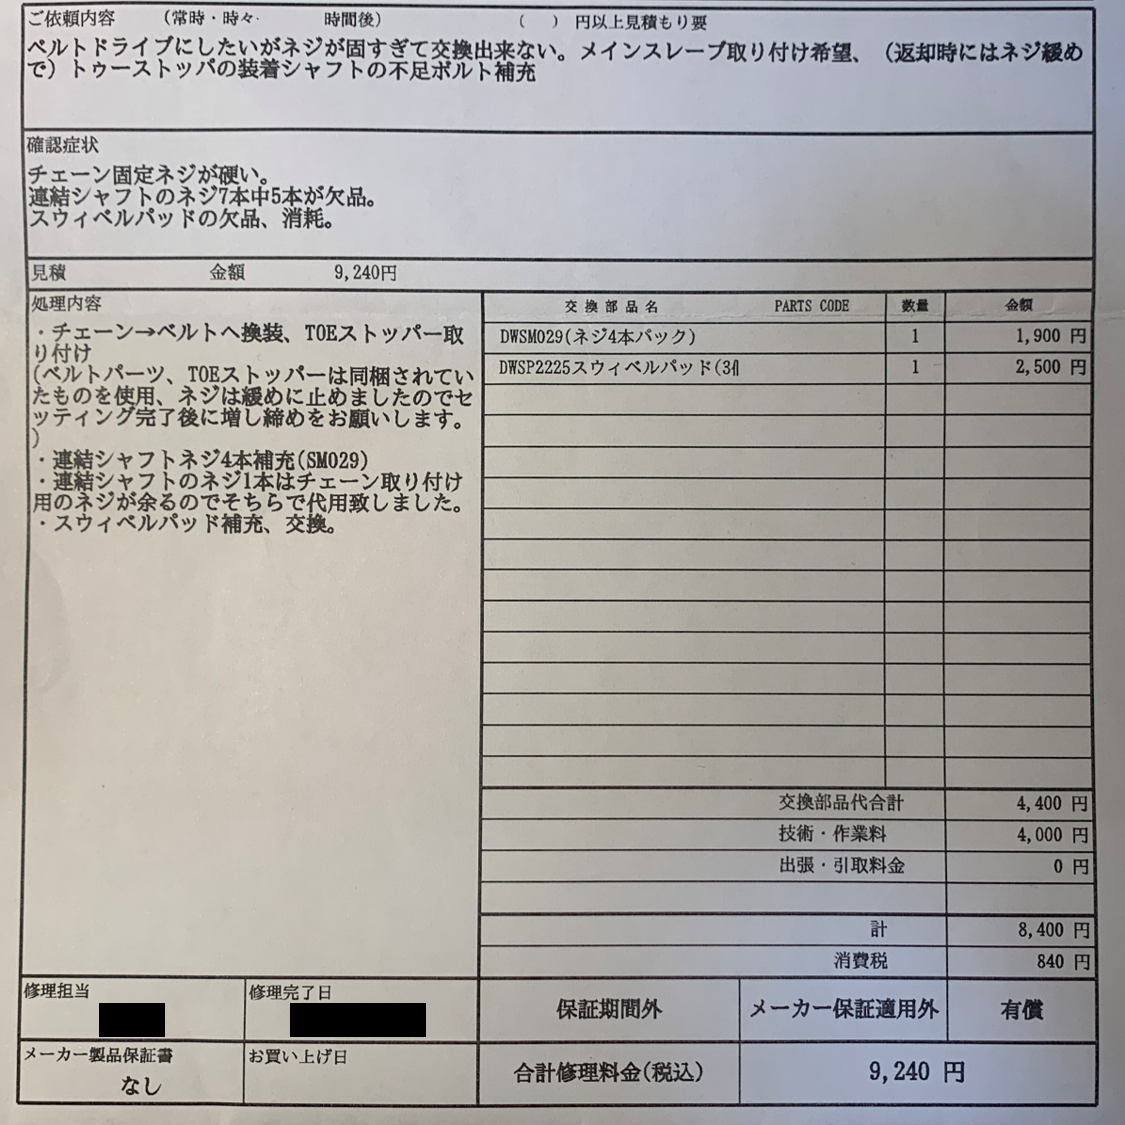 ご依頼内容 （常時・時々・ 時間後） （ ）円以上見積もり要
ベルトドライブにしたいがネジが固すぎて交換出来ない。メインスレーブ取り付け希望、（返却時にはネジ緩め
で）トゥーストッパの装着シャフトの不足ボルト補充
確認症状
チェーン固定ネジが硬い。
連結シャフトのネジ7本中5本が欠品。
スウィベルパッドの欠品、消耗。
見積 金額 9,240円
処理内容
・チェーン→ベルトへ換装、TOEストッパー取
り付け
(ベルトパーツ、TOEストッパーは同梱されてい
たものを使用、ネジは緩めに止めましたのでセ
ッティング完了後に増し締めをお願いします。
)
・連結シャフトネジ4本補充(SM029)
・連結シャフトのネジ1本はチェーン取り付け
用のネジが余るのでそちらで代用致しました。
・スウィベルパッド補充、交換。
交換部品名 PARTS CODE 数量 金額
DWSM029(ネジ4本パック) 1 1,900 円
DWSP2225スウィベルパッド(3 1 2,500 円
交換部品代合計 4,400 円
技術・作業料 4,000 円
出張・引取料金 0 円
計 8,400 円
消費税 840 円
修理担当 修理完了日 保証期間外 メーカー保証適用外 有償
メーカー製品保証書 お買い上げ日
なし
合計修理料金(税込) 9,240 円